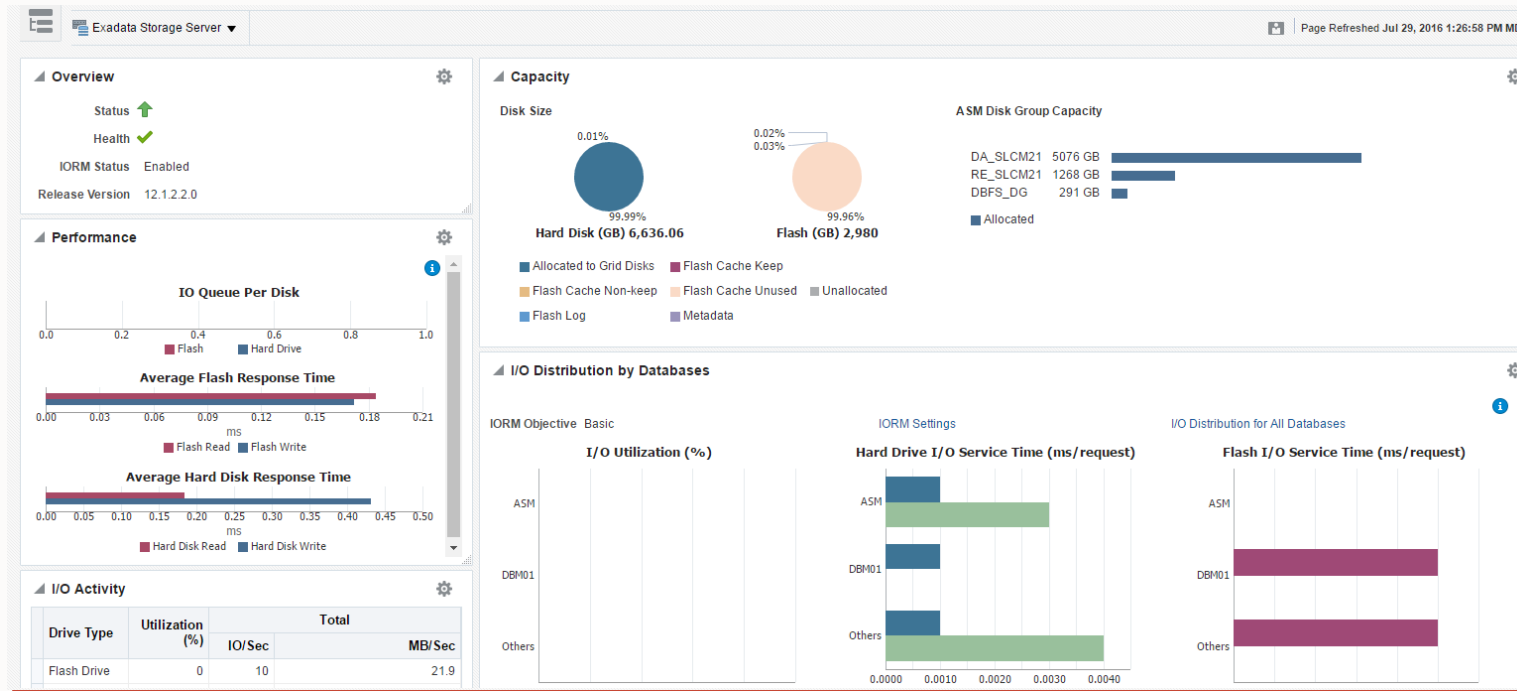 Exadata Storage Server
Page Refreshed Jul 29, 2016 1:26:58 PM
Overview
Status
Health
IORM Status Enabled
Release Version 12.1.2.2.0
Performance
IO Queue Per Disk
0.0 0.2 0.4 0.6 0.8 1.0
Flash Hard Drive
Average Flash Response Time
0.00 0.03 0.06 0.09 0.12 0.15 0.18 0.21
ms
Flash Read Flash Write
Average Hard Disk Response Time
0.00 0.05 0.10 0.15 0.20 0.25 0.30 0.35 0.40 0.45 0.50
ms
Hard Disk Read Hard Disk Write
I/O Activity
Drive Type Utilization (%) Total
IO/Sec MB/Sec
Flash Drive 0 10 21.9
Capacity
Disk Size
0.01%
99.99%
Hard Disk (GB) 6,636.06
0.02%
0.03%
99.96%
Flash (GB) 2,980
Allocated to Grid Disks Flash Cache Keep
Flash Cache Non-keep Flash Cache Unused Unallocated
Flash Log Metadata
ASM Disk Group Capacity
DA_SLCM21 5076 GB
RE_SLCM21 1268 GB
DBFS_DG 291 GB
Allocated
I/O Distribution by Databases
IORM Objective Basic
IORM Settings
I/O Distribution for All Databases
I/O Utilization (%)
ASM
DBM01
Others
Hard Drive I/O Service Time (ms/request)
ASM
DBM01
Others
0.0000 0.0010 0.0020 0.0030 0.0040
Flash I/O Service Time (ms/request)
ASM
DBM01
Others